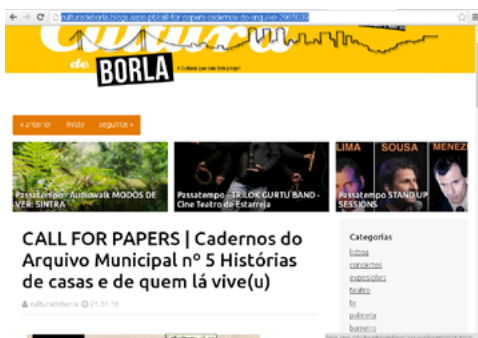 culturadeborla.blogs.sapo.pt/call-for-papers-cadernos-do-arquivo-2965039
Cultura
de BORLA
A Cultura que não tem preço!
« anterior início seguinte »
Passatempo - Audiowalk MODOS DE VER: SINTRA
Passatempo - TRILOK GURTU BAND - Cine Teatro de Estarreja
LIMA SOUSA MENEZ
Passatempo STAND UP SESSIONS
CALL FOR PAPERS | Cadernos do
Arquivo Municipal nº 5 Histórias
de casas e de quem lá vive(u)
culturadeborla 21.01.16
Categorias
lisboa
concertos
exposições
teatro
tv
palmela
barreiro